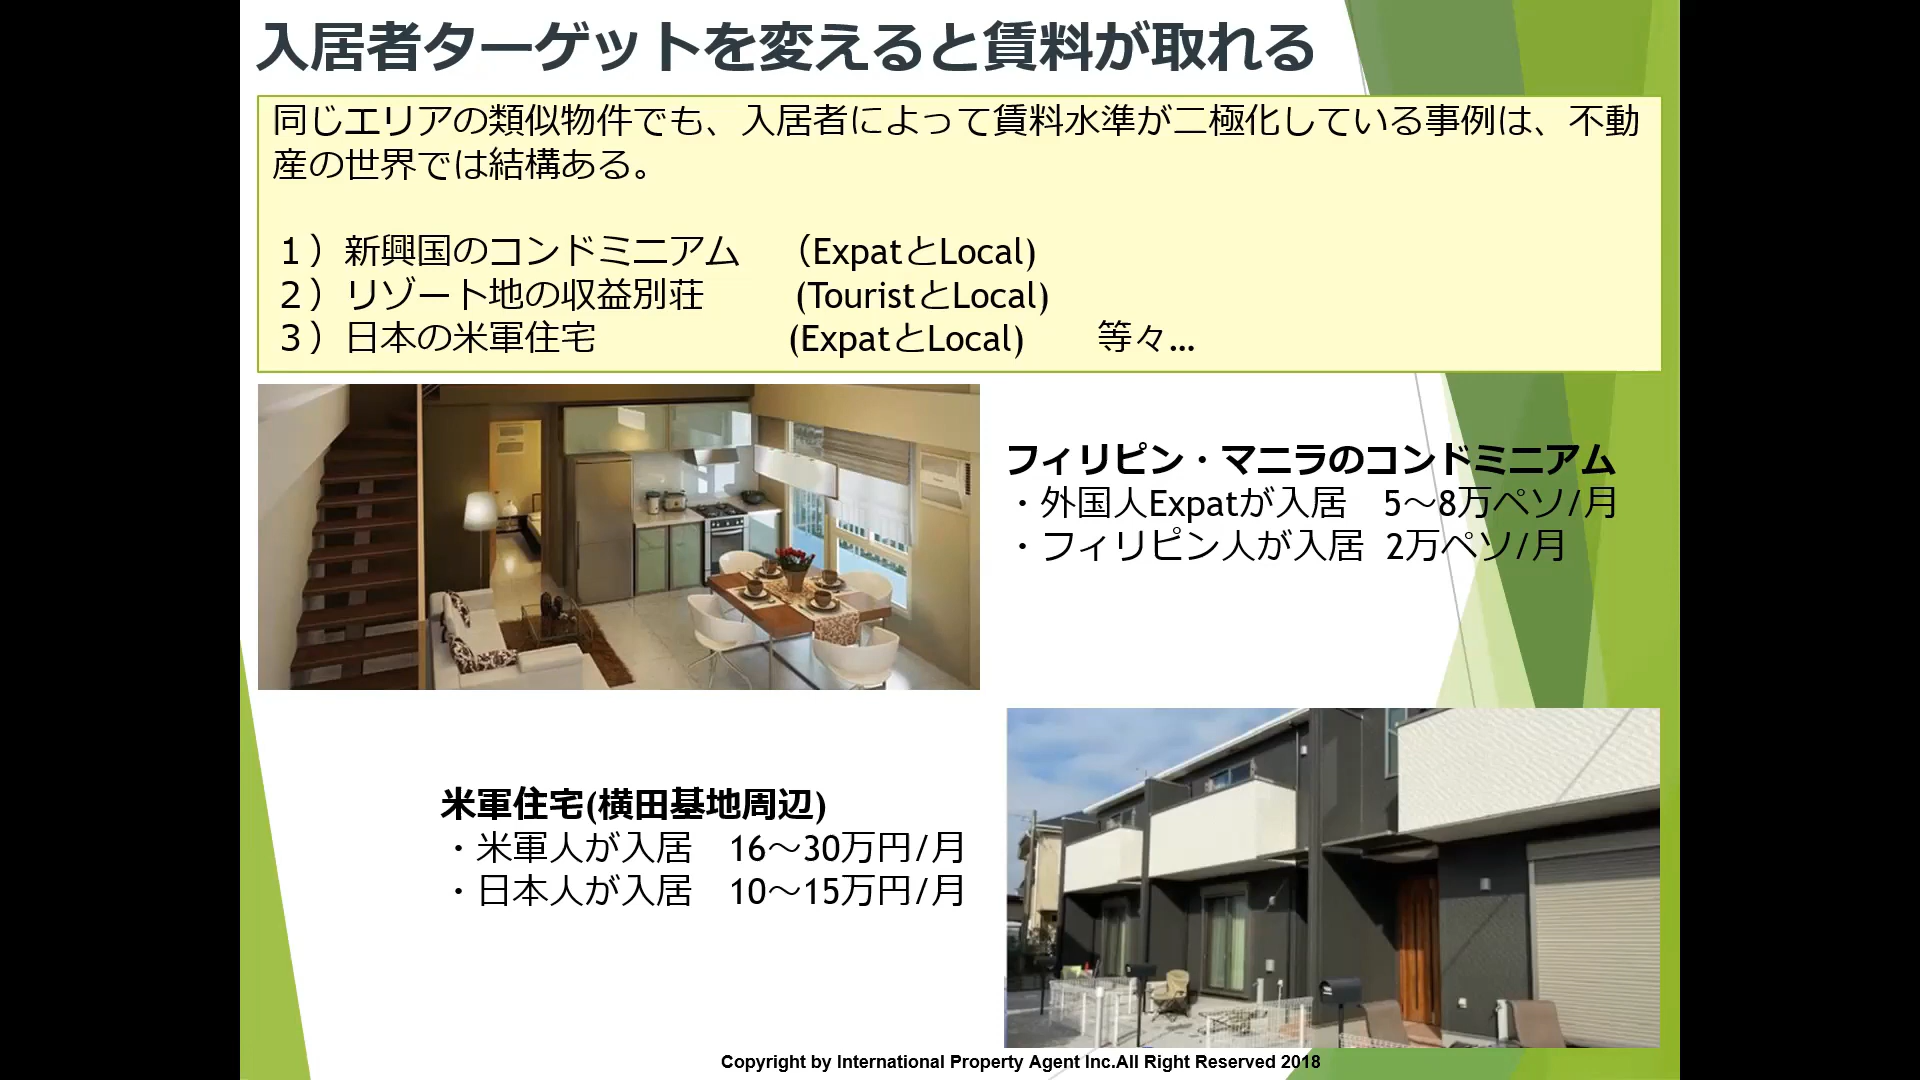 入居者ターゲットを変えると賃料が取れる
同じエリアの類似物件でも、入居者によって賃料水準が二極化している事例は、不動
産の世界では結構ある。
１）新興国のコンドミニアム　（ExpatとLocal)
２）リゾート地の収益別荘　　(TouristとLocal)
３）日本の米軍住宅　　　　　(ExpatとLocal)　　等々…
フィリピン・マニラのコンドミニアム
・外国人Expatが入居　5～8万ペソ/月
・フィリピン人が入居 2万ペソ/月
米軍住宅(横田基地周辺)
・米軍人が入居　16～30万円/月
・日本人が入居　10～15万円/月
Copyright by International Property Agent Inc.All Right Reserved 2018